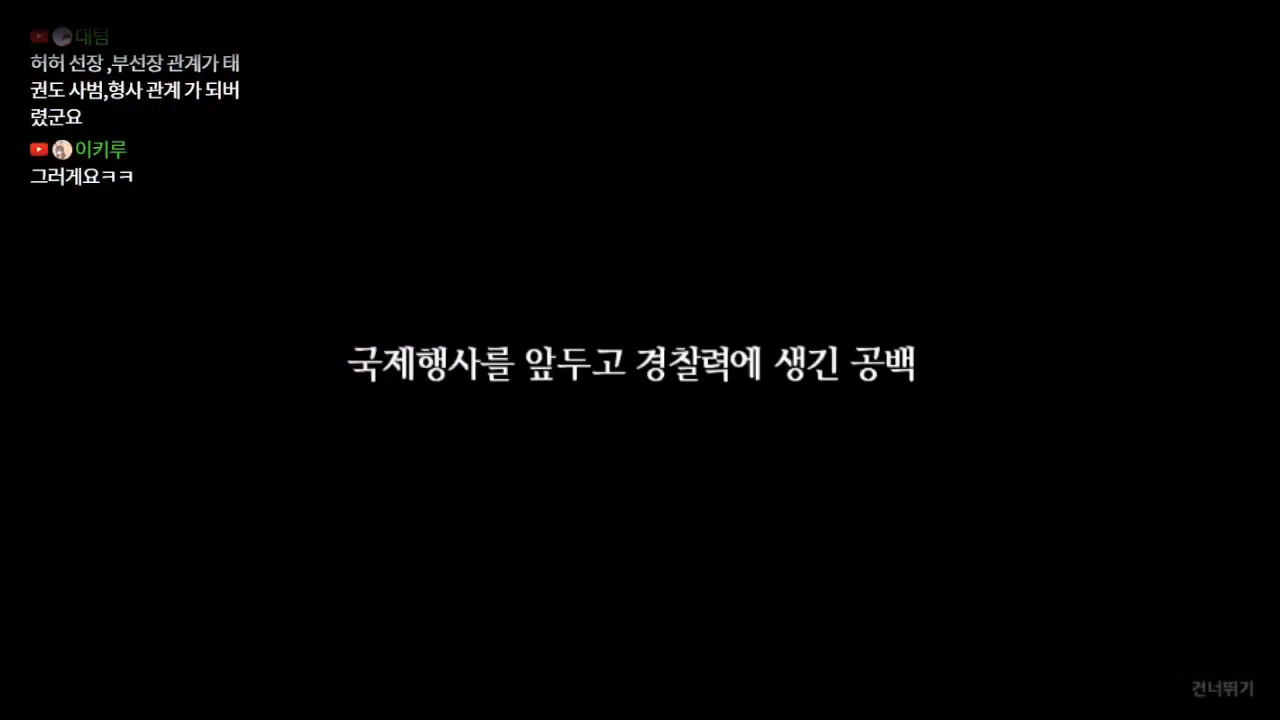 대텀
허허 선장 ,부선장 관계가 태
권도 사범,형사 관계 가 되버
렸군요
이키루
그러게요ㅋㅋ
국제행사를 앞두고 경찰력에 생긴 공백
건너뛰기